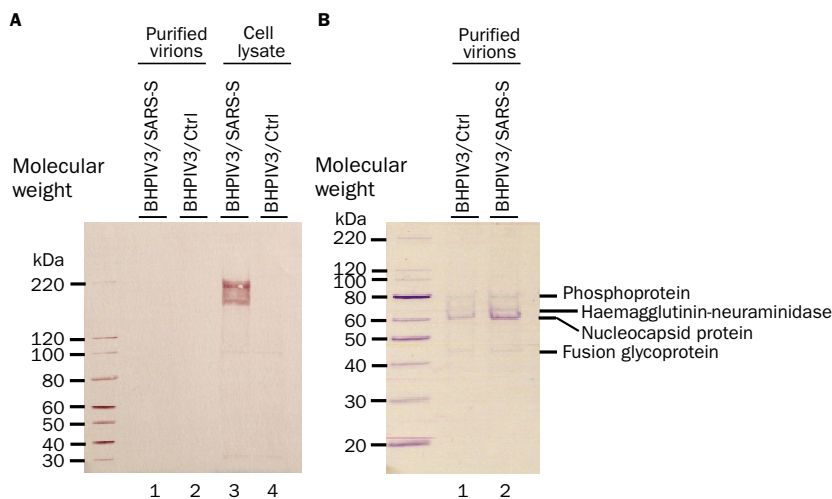 A
Purified
virions
Cell
lysate
BHPIV3/SARS-S
BHPIV3/Ctrl
BHPIV3/SARS-S
BHPIV3/Ctrl
Molecular
weight
kDa
220
120
100
80
60
50
40
30
1 2 3 4
B
Purified
virions
BHPIV3/Ctrl
BHPIV3/SARS-S
Molecular
weight
kDa
220
120
100
80
60
50
40
30
20
Phosphoprotein
Haemagglutinin-neuraminidase
Nucleocapsid protein
Fusion glycoprotein
1 2